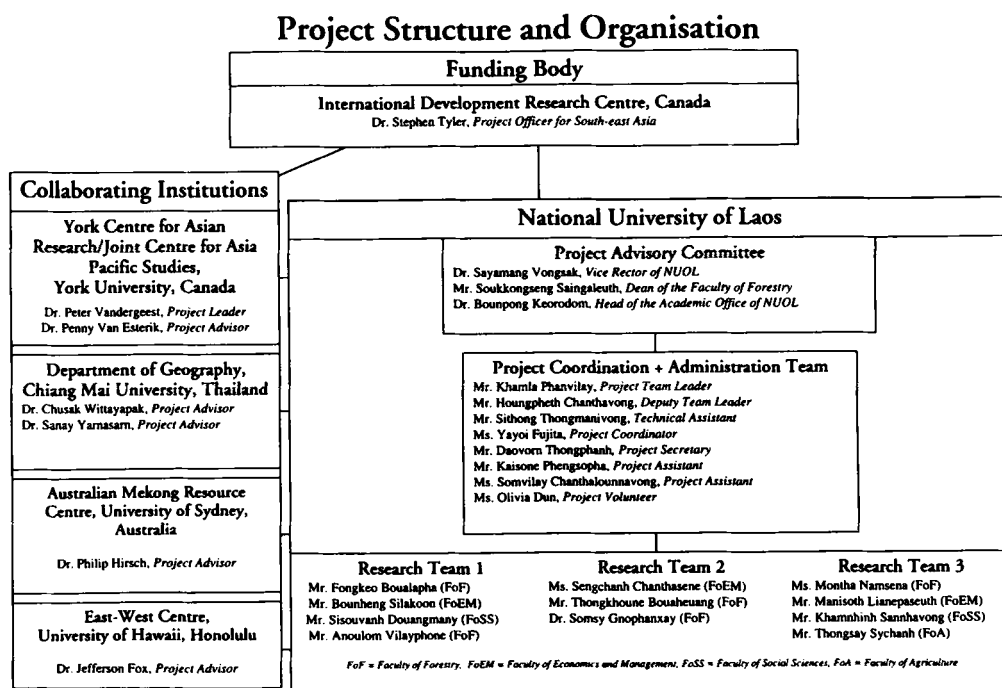 Project Structure and Organisation
Funding Body
International Development Research Centre, Canada
Dr. Stephen Tyler, Project Officer for South-east Asia
Collaborating Institutions
York Centre for Asian
Research/Joint Centre for Asia
Pacific Studies,
York University, Canada
Dr. Peter Vandergeest, Project Leader
Dr. Penny Van Esterik, Project Advisor
Department of Geography,
Chiang Mai University, Thailand
Dr. Chusak Wittayapak, Project Advisor
Dr. Sanay Yarnasarn, Project Advisor
Australian Mekong Resource
Centre, University of Sydney,
Australia
Dr. Philip Hirsch, Project Advisor
East-West Centre,
University of Hawaii, Honolulu
Dr. Jefferson Fox, Project Advisor
National University of Laos
Project Advisory Committee
Dr. Sayamang Vongsak, Vice Rector of NUOL
Mr. Soukkongseng Saingaleuth, Dean of the Faculty of Forestry
Dr. Bounpong Keorodom, Head of the Academic Office of NUOL
Project Coordination + Administration Team
Mr. Khamla Phanvilay, Project Team Leader
Mr. Houngpheth Chanthavong, Deputy Team Leader
Mr. Sithong Thongmanivong, Technical Assistant
Ms. Yayoi Fujita, Project Coordinator
Mr. Daovorn Thongphanh, Project Secretary
Mr. Kaisone Phengsopha, Project Assistant
Ms. Somvilay Chanthalounnavong, Project Assistant
Ms. Olivia Dun, Project Volunteer
Research Team 1
Mr. Fongkeo Boualapha (FoF)
Mr. Bounheng Silakoon (FoEM)
Mr. Sisouvanh Douangmany (FoSS)
Mr. Anoulom Vilayphone (FoF)
Research Team 2
Ms. Sengchanh Chanthasene (FoEM)
Mr. Thongkhoune Bouaheuang (FoF)
Dr. Somsy Gnophanxay (FoF)
Research Team 3
Ms. Montha Namsena (FoF)
Mr. Manisoth Lianepaseuth (FoEM)
Mr. Khamnhinh Sannhavong (FoSS)
Mr. Thongsay Sychanh (FoA)
FoF = Faculty of Forestry, FoEM = Faculty of Economics and Management, FoSS = Faculty of Social Sciences, FoA = Faculty of Agriculture